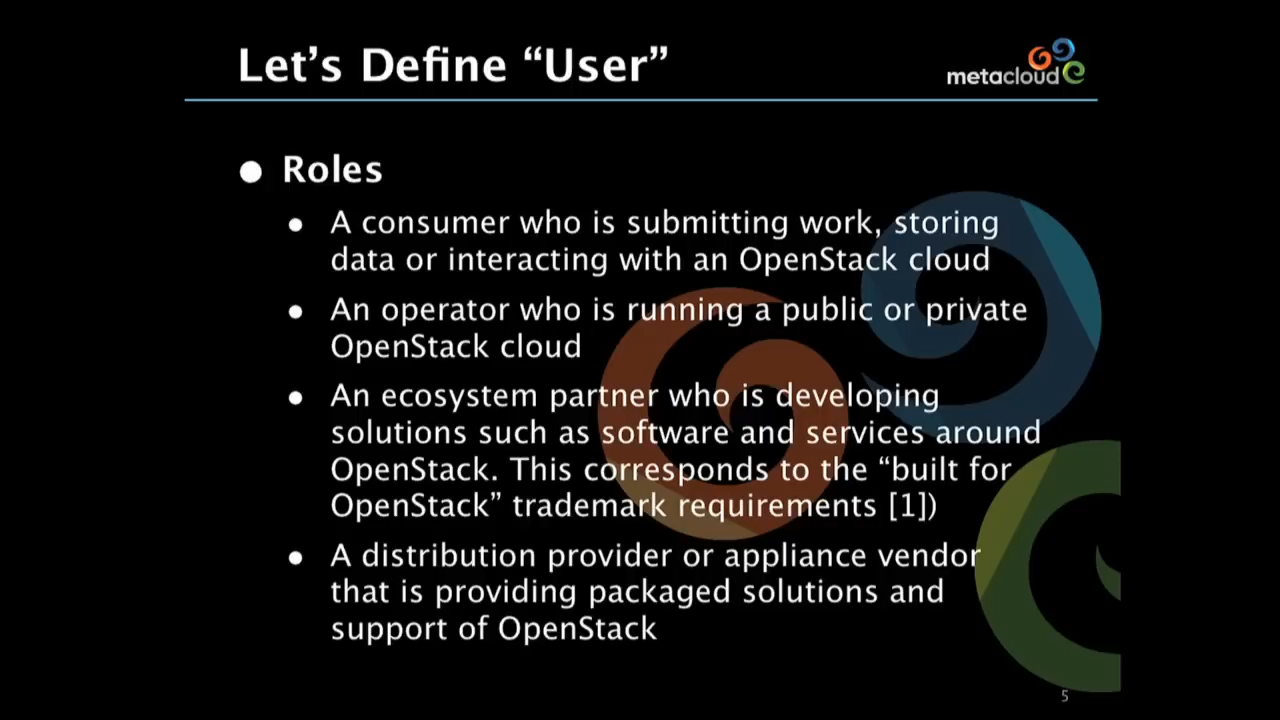 Let’s Define “User”
metacloud
● Roles
● A consumer who is submitting work, storing
data or interacting with an OpenStack cloud
● An operator who is running a public or private
OpenStack cloud
● An ecosystem partner who is developing
solutions such as software and services around
OpenStack. This corresponds to the “built for
OpenStack” trademark requirements [1])
● A distribution provider or appliance vendor
that is providing packaged solutions and
support of OpenStack
5